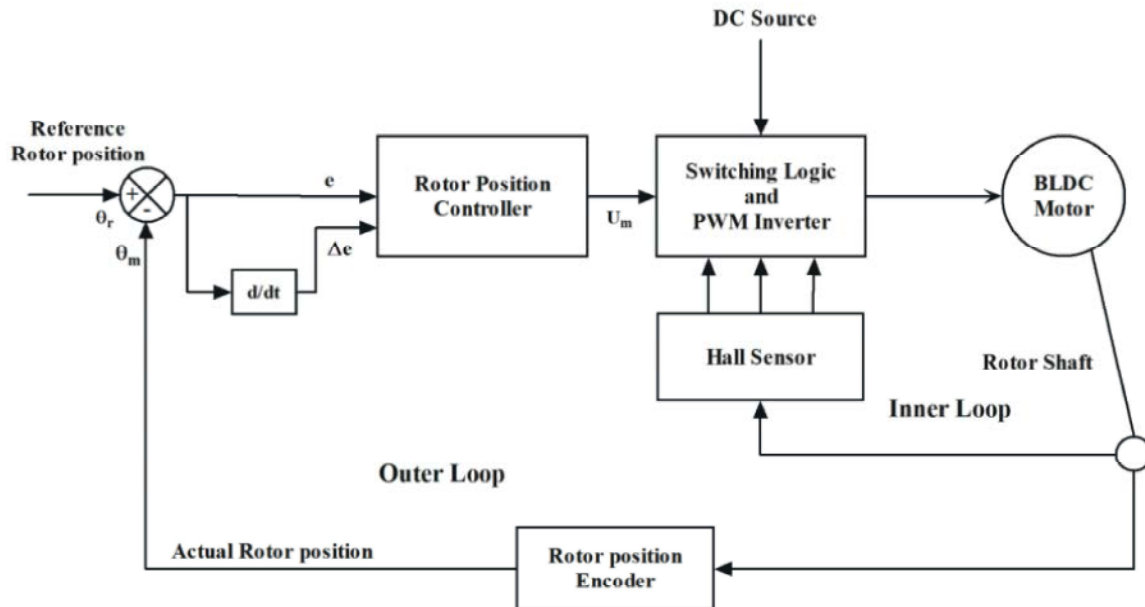 DC Source
Reference
Rotor position
+
-
θr
θm
e
Δe
d/dt
Rotor Position
Controller
Um
Switching Logic
and
PWM Inverter
BLDC
Motor
Hall Sensor
Rotor Shaft
Inner Loop
Outer Loop
Actual Rotor position
Rotor position
Encoder